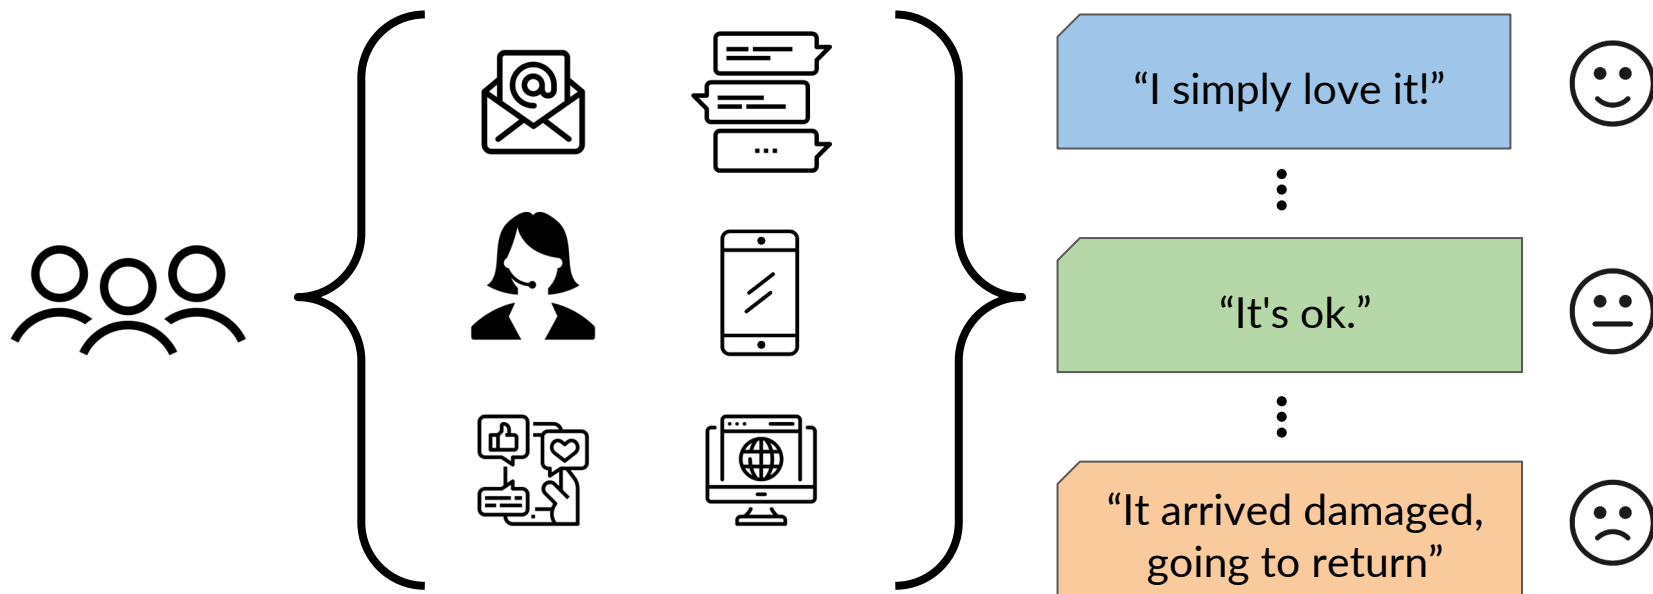 “I simply love it!”
“It's ok.”
“It arrived damaged,
going to return”